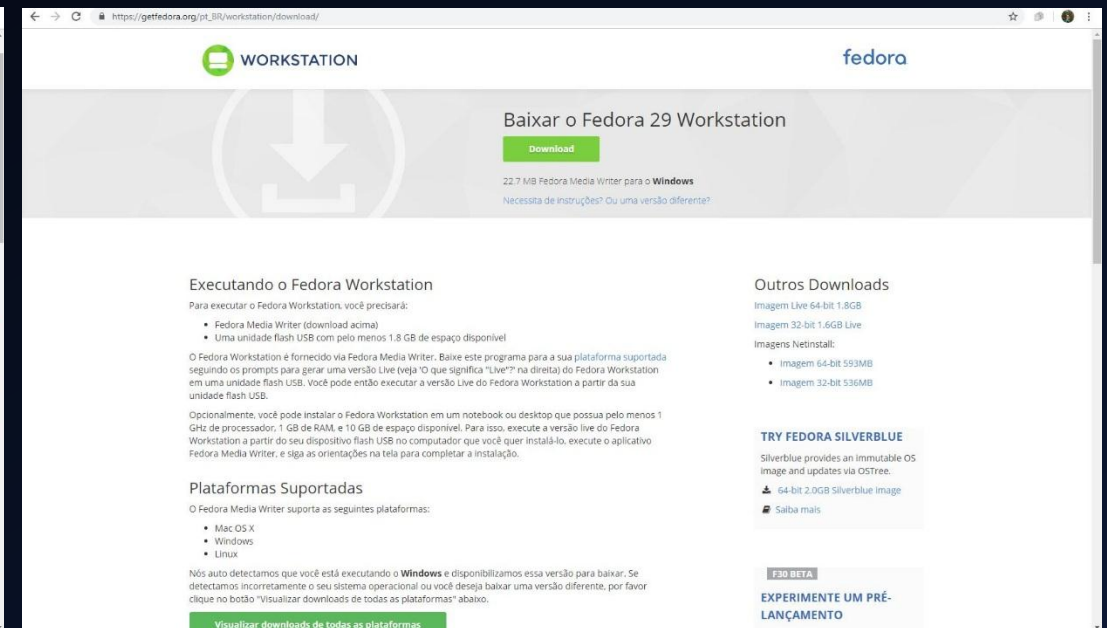 https://getfedora.org/pt_BR/workstation/download/
WORKSTATION
fedora
Baixar o Fedora 29 Workstation
Download
22.7 MB Fedora Media Writer para o Windows
Necessita de instruções? Ou uma versão diferente?
Executando o Fedora Workstation
Para executar o Fedora Workstation, você precisará:
• Fedora Media Writer (download acima)
• Uma unidade flash USB com pelo menos 1.8 GB de espaço disponível
O Fedora Workstation é fornecido via Fedora Media Writer. Baixe este programa para a sua plataforma suportada
seguindo os prompts para gerar uma versão Live (veja 'O que significa "Live"?' na direita) do Fedora Workstation
em uma unidade flash USB. Você pode então executar a versão Live do Fedora Workstation a partir da sua
unidade flash USB.
Opcionalmente, você pode instalar o Fedora Workstation em um notebook ou desktop que possua pelo menos 1
GHz de processador, 1 GB de RAM, e 10 GB de espaço disponível. Para isso, execute a versão live do Fedora
Workstation a partir do seu dispositivo flash USB no computador que você quer instalá-lo, execute o aplicativo
Fedora Media Writer, e siga as orientações na tela para completar a instalação.
Plataformas Suportadas
O Fedora Media Writer suporta as seguintes plataformas:
• Mac OS X
• Windows
• Linux
Nós auto detectamos que você está executando o Windows e disponibilizamos essa versão para baixar. Se
detectamos incorretamente o seu sistema operacional ou você deseja baixar uma versão diferente, por favor
clique no botão "Visualizar downloads de todas as plataformas" abaixo.
Visualizar downloads de todas as plataformas
Outros Downloads
Imagem Live 64-bit 1.8GB
Imagem 32-bit 1.6GB Live
Imagens Netinstall:
• Imagem 64-bit 593MB
• Imagem 32-bit 536MB
TRY FEDORA SILVERBLUE
Silverblue provides an immutable OS
image and updates via OSTree.
64-bit 2.0GB Silverblue image
Saiba mais
F30 BETA
EXPERIMENTE UM PRÉ-
LANÇAMENTO